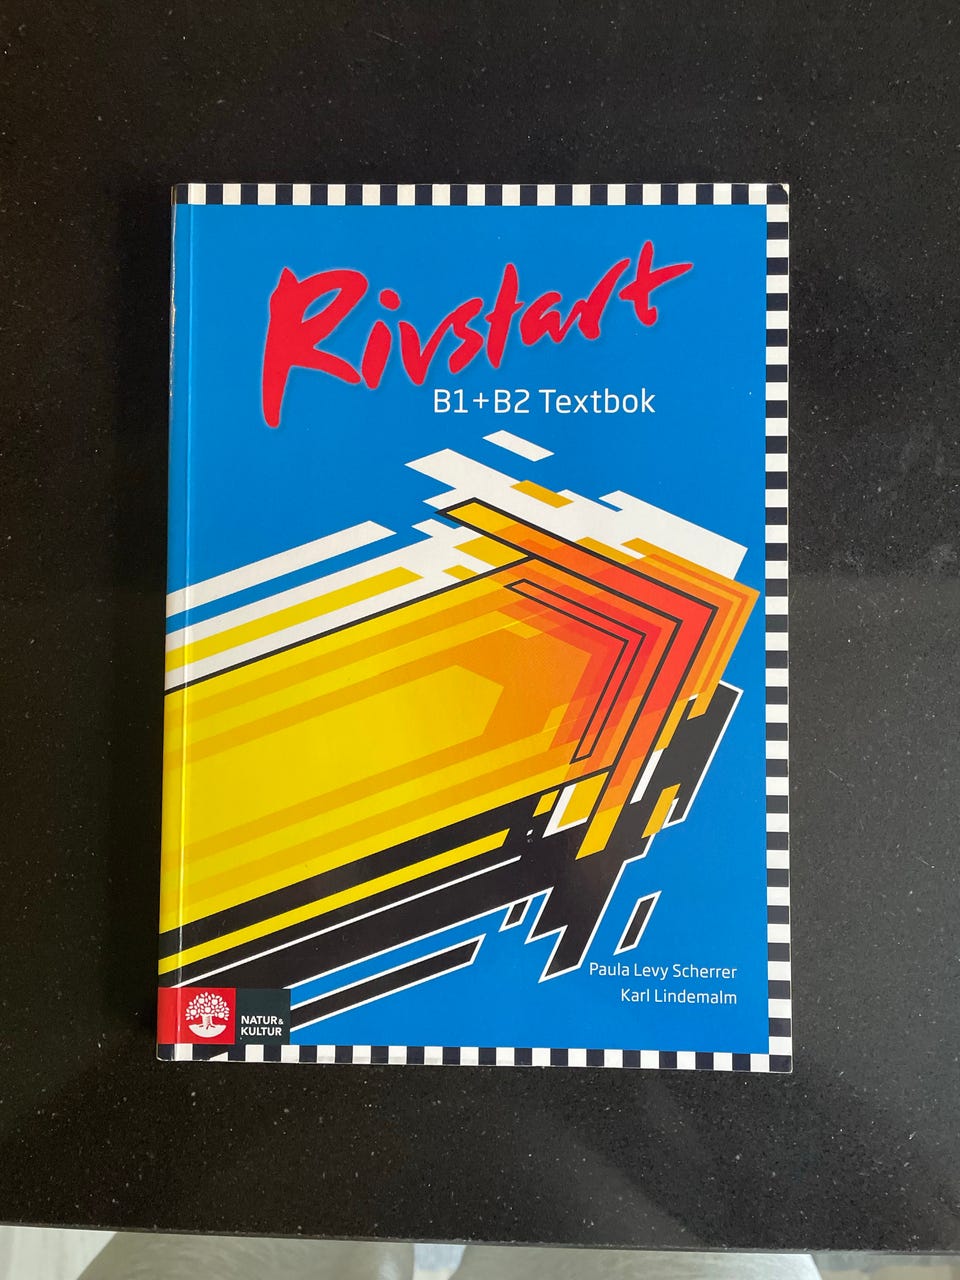 Rivstart
B1+B2 Textbok
Paula Levy Scherrer
Karl Lindemalm
NATUR&
KULTUR